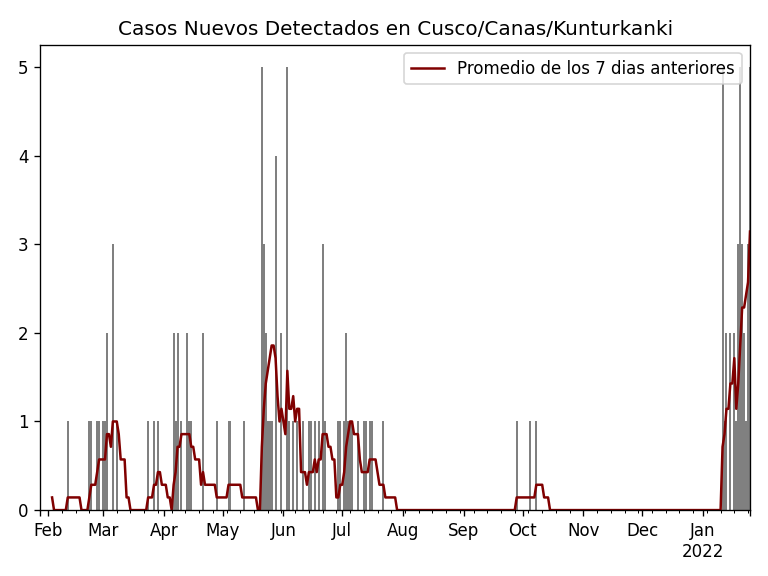 Casos Nuevos Detectados en Cusco/Canas/Kunturkanki
Promedio de los 7 dias anteriores
5
4
3
2
1
0
Feb Mar Apr May Jun Jul Aug Sep Oct Nov Dec Jan
2022